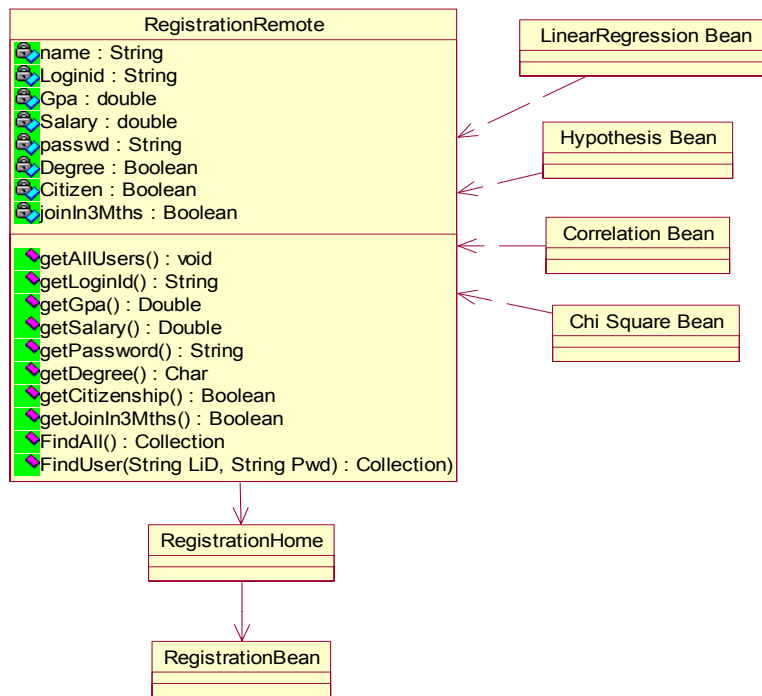 RegistrationRemote
name : String
Loginid : String
Gpa : double
Salary : double
passwd : String
Degree : Boolean
Citizen : Boolean
joinIn3Mths : Boolean
getAllUsers() : void
getLoginId() : String
getGpa() : Double
getSalary() : Double
getPassword() : String
getDegree() : Char
getCitizenship() : Boolean
getJoinIn3Mths() : Boolean
FindAll() : Collection
FindUser(String LiD, String Pwd) : Collection)
LinearRegression Bean
Hypothesis Bean
Correlation Bean
Chi Square Bean
RegistrationHome
RegistrationBean